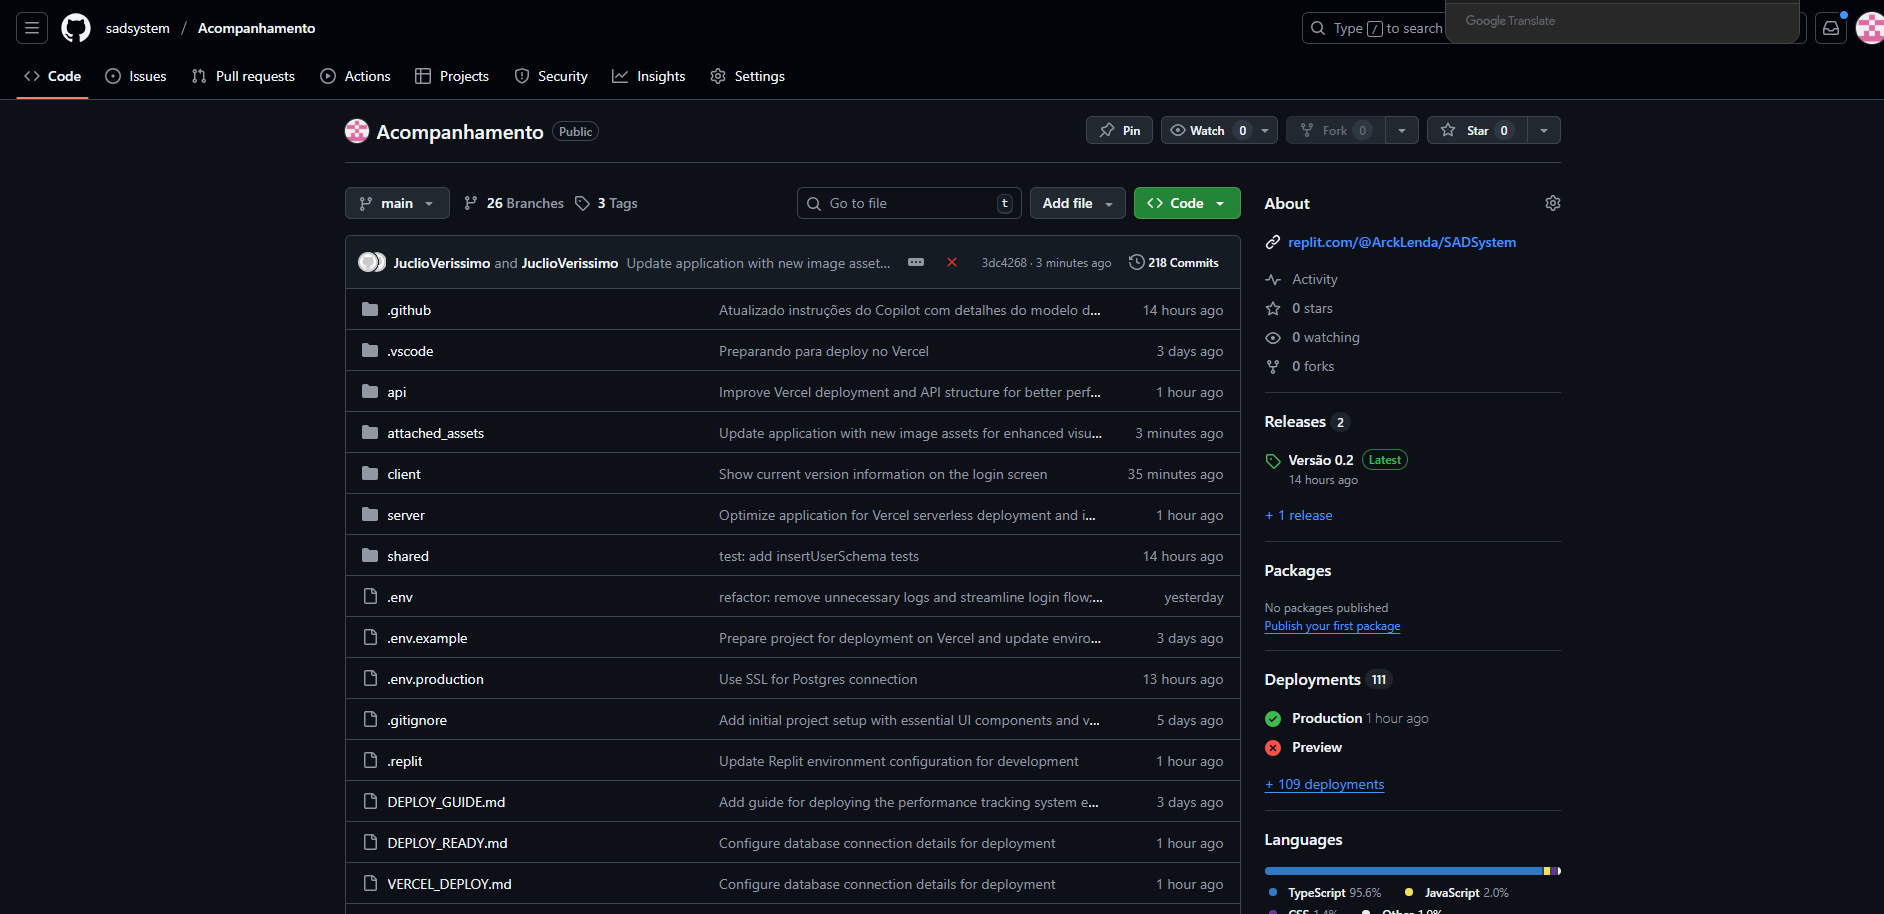 sadsystem / Acompanhamento
Type / to search
Google Translate
Code Issues Pull requests Actions Projects Security Insights Settings
Acompanhamento Public
Pin Watch 0 Fork 0 Star 0
main 26 Branches 3 Tags Go to file t Add file Code
JuclioVerissimo and JuclioVerissimo Update application with new image asset... 3dc4268 · 3 minutes ago 218 Commits
.github Atualizado instruções do Copilot com detalhes do modelo d... 14 hours ago
.vscode Preparando para deploy no Vercel 3 days ago
api Improve Vercel deployment and API structure for better perf... 1 hour ago
attached_assets Update application with new image assets for enhanced visu... 3 minutes ago
client Show current version information on the login screen 35 minutes ago
server Optimize application for Vercel serverless deployment and i... 1 hour ago
shared test: add insertUserSchema tests 14 hours ago
.env refactor: remove unnecessary logs and streamline login flow;... yesterday
.env.example Prepare project for deployment on Vercel and update enviro... 3 days ago
.env.production Use SSL for Postgres connection 13 hours ago
.gitignore Add initial project setup with essential UI components and v... 5 days ago
.replit Update Replit environment configuration for development 1 hour ago
DEPLOY_GUIDE.md Add guide for deploying the performance tracking system e... 3 days ago
DEPLOY_READY.md Configure database connection details for deployment 1 hour ago
VERCEL_DEPLOY.md Configure database connection details for deployment 1 hour ago
About
replit.com/@ArckLenda/SADSystem
Activity
0 stars
0 watching
0 forks
Releases 2
Versão 0.2 Latest
14 hours ago
+ 1 release
Packages
No packages published
Publish your first package
Deployments 111
Production 1 hour ago
Preview
+ 109 deployments
Languages
TypeScript 95.6% JavaScript 2.0%
CSS 1.4% Other 1.0%